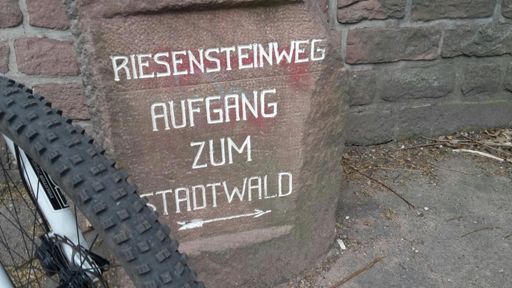 RIESENSTEINWEG
AUFGANG
ZUM
STADTWALD